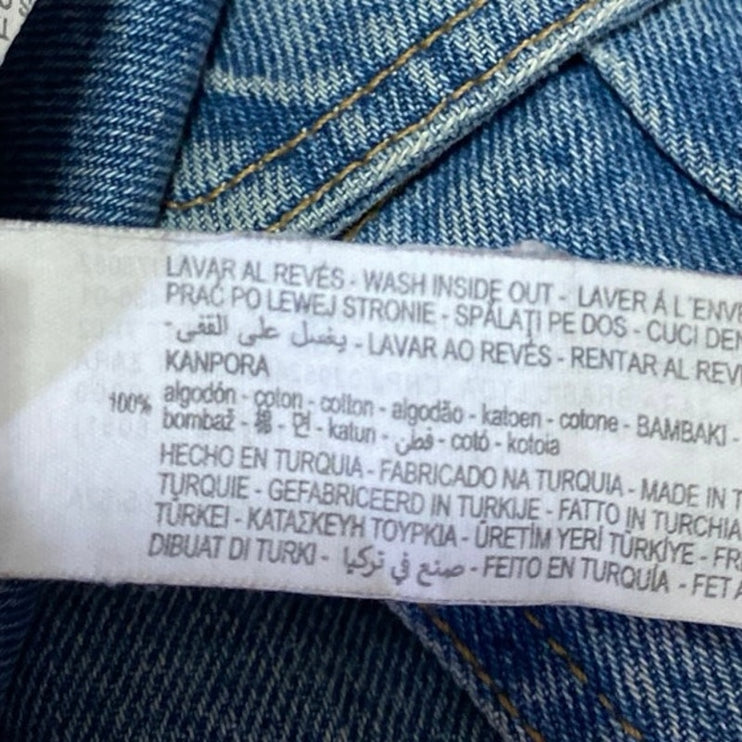 LAVAR AL REVÉS - WASH INSIDE OUT - LAVER Á L'ENVE
PRAĆ PO LEWEJ STRONIE - SPĂLAŢI PE DOS - CUCI DEN
يغسل على القفى - LAVAR AO REVÉS - RENTAR AL REV
KANPORA
100% algodón - coton - cotton - algodão - katoen - cotone - BAMBAKI -
bombaž - 棉 - 면 - katun - قطن - cotó - kotoia
HECHO EN TURQUIA - FABRICADO NA TURQUIA - MADE IN T
TURQUIE - GEFABRICEERD IN TURKIJE - FATTO IN TURCHIA
TÜRKEI - ΚΑΤΑΣΚΕΥΗ ΤΟΥΡΚΙΑ - ÜRETİM YERİ TÜRKİYE - FR
DIBUAT DI TURKI - صنع في تركيا - FEITO EN TURQUÍA - FET A